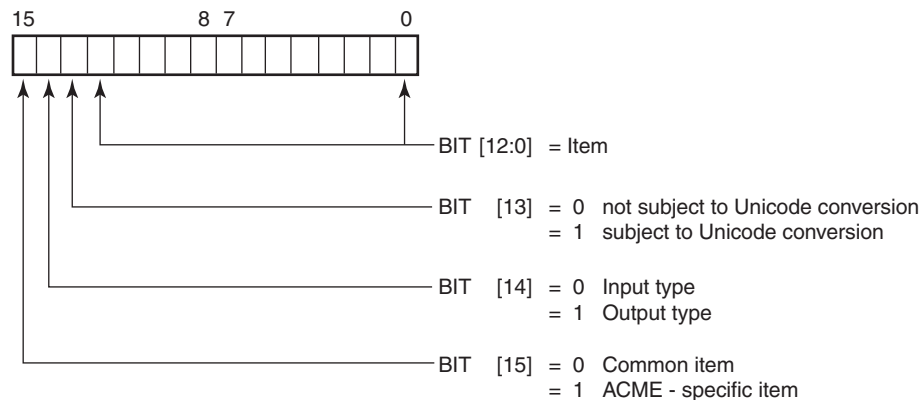 15 8 7 0
BIT [12:0] = Item
BIT [13] = 0 not subject to Unicode conversion
= 1 subject to Unicode conversion
BIT [14] = 0 Input type
= 1 Output type
BIT [15] = 0 Common item
= 1 ACME - specific item